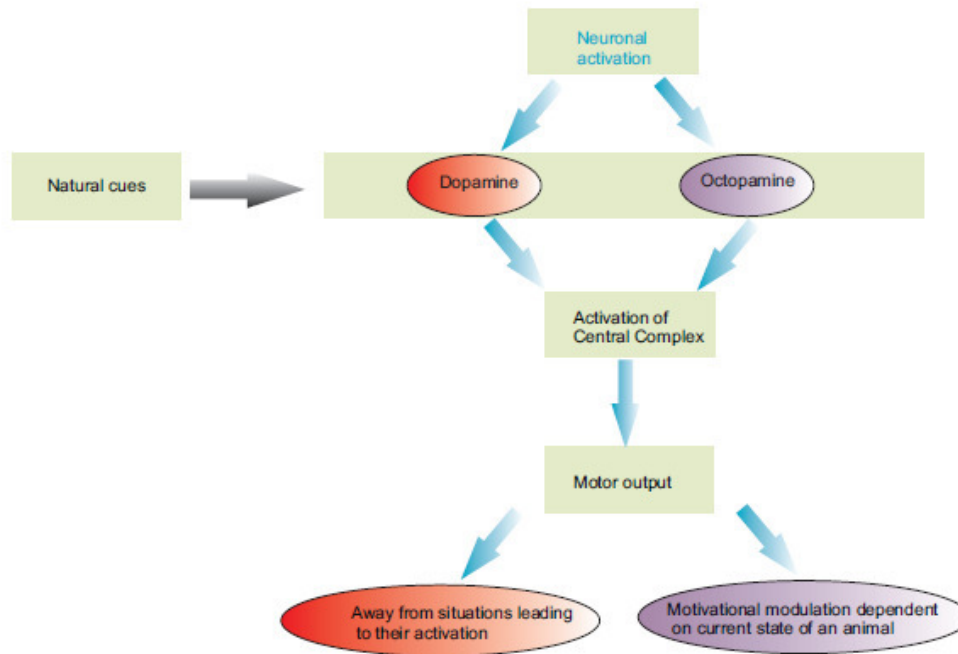 Neuronal
activation
Natural cues
Dopamine
Octopamine
Activation of
Central Complex
Motor output
Away from situations leading
to their activation
Motivational modulation dependent
on current state of an animal